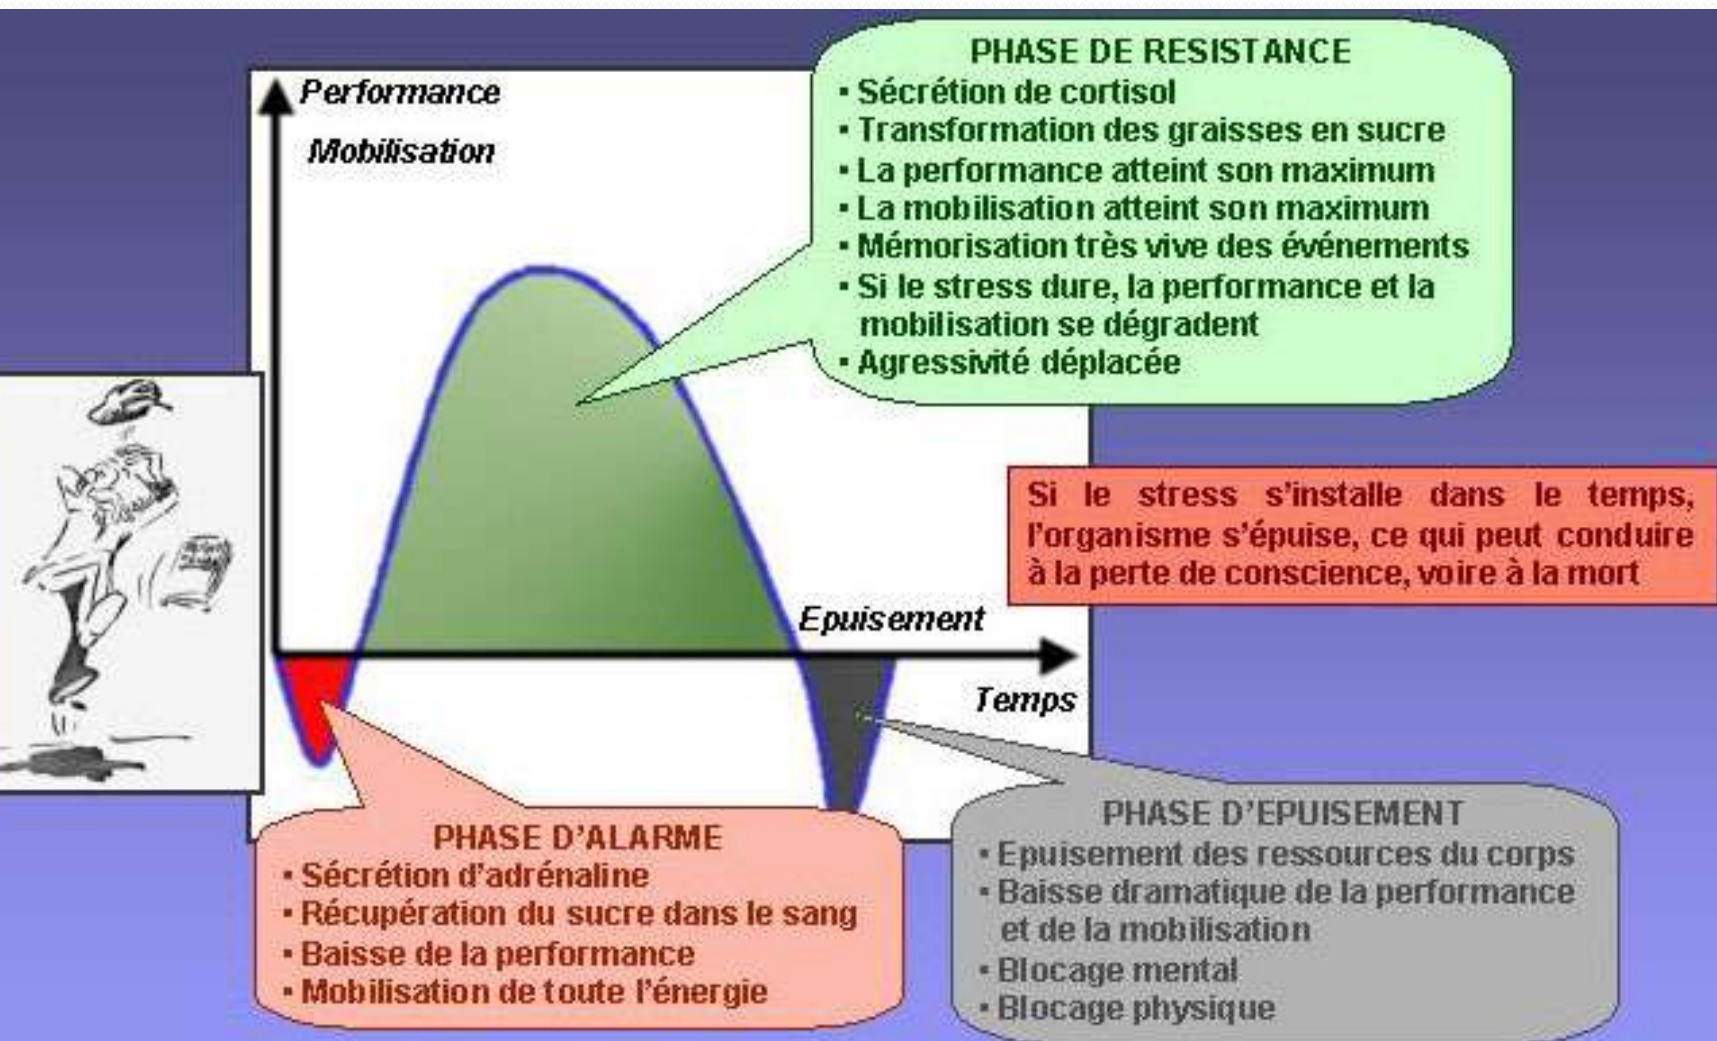 Performance
Mobilisation
PHASE DE RESISTANCE
▪ Sécrétion de cortisol
▪ Transformation des graisses en sucre
▪ La performance atteint son maximum
▪ La mobilisation atteint son maximum
▪ Mémorisation très vive des événements
▪ Si le stress dure, la performance et la
mobilisation se dégradent
▪ Agressivité déplacée
Si le stress s'installe dans le temps,
l'organisme s'épuise, ce qui peut conduire
à la perte de conscience, voire à la mort
Epuisement
Temps
PHASE D'ALARME
▪ Sécrétion d'adrénaline
▪ Récupération du sucre dans le sang
▪ Baisse de la performance
▪ Mobilisation de toute l'énergie
PHASE D'EPUISEMENT
▪ Epuisement des ressources du corps
▪ Baisse dramatique de la performance
et de la mobilisation
▪ Blocage mental
▪ Blocage physique